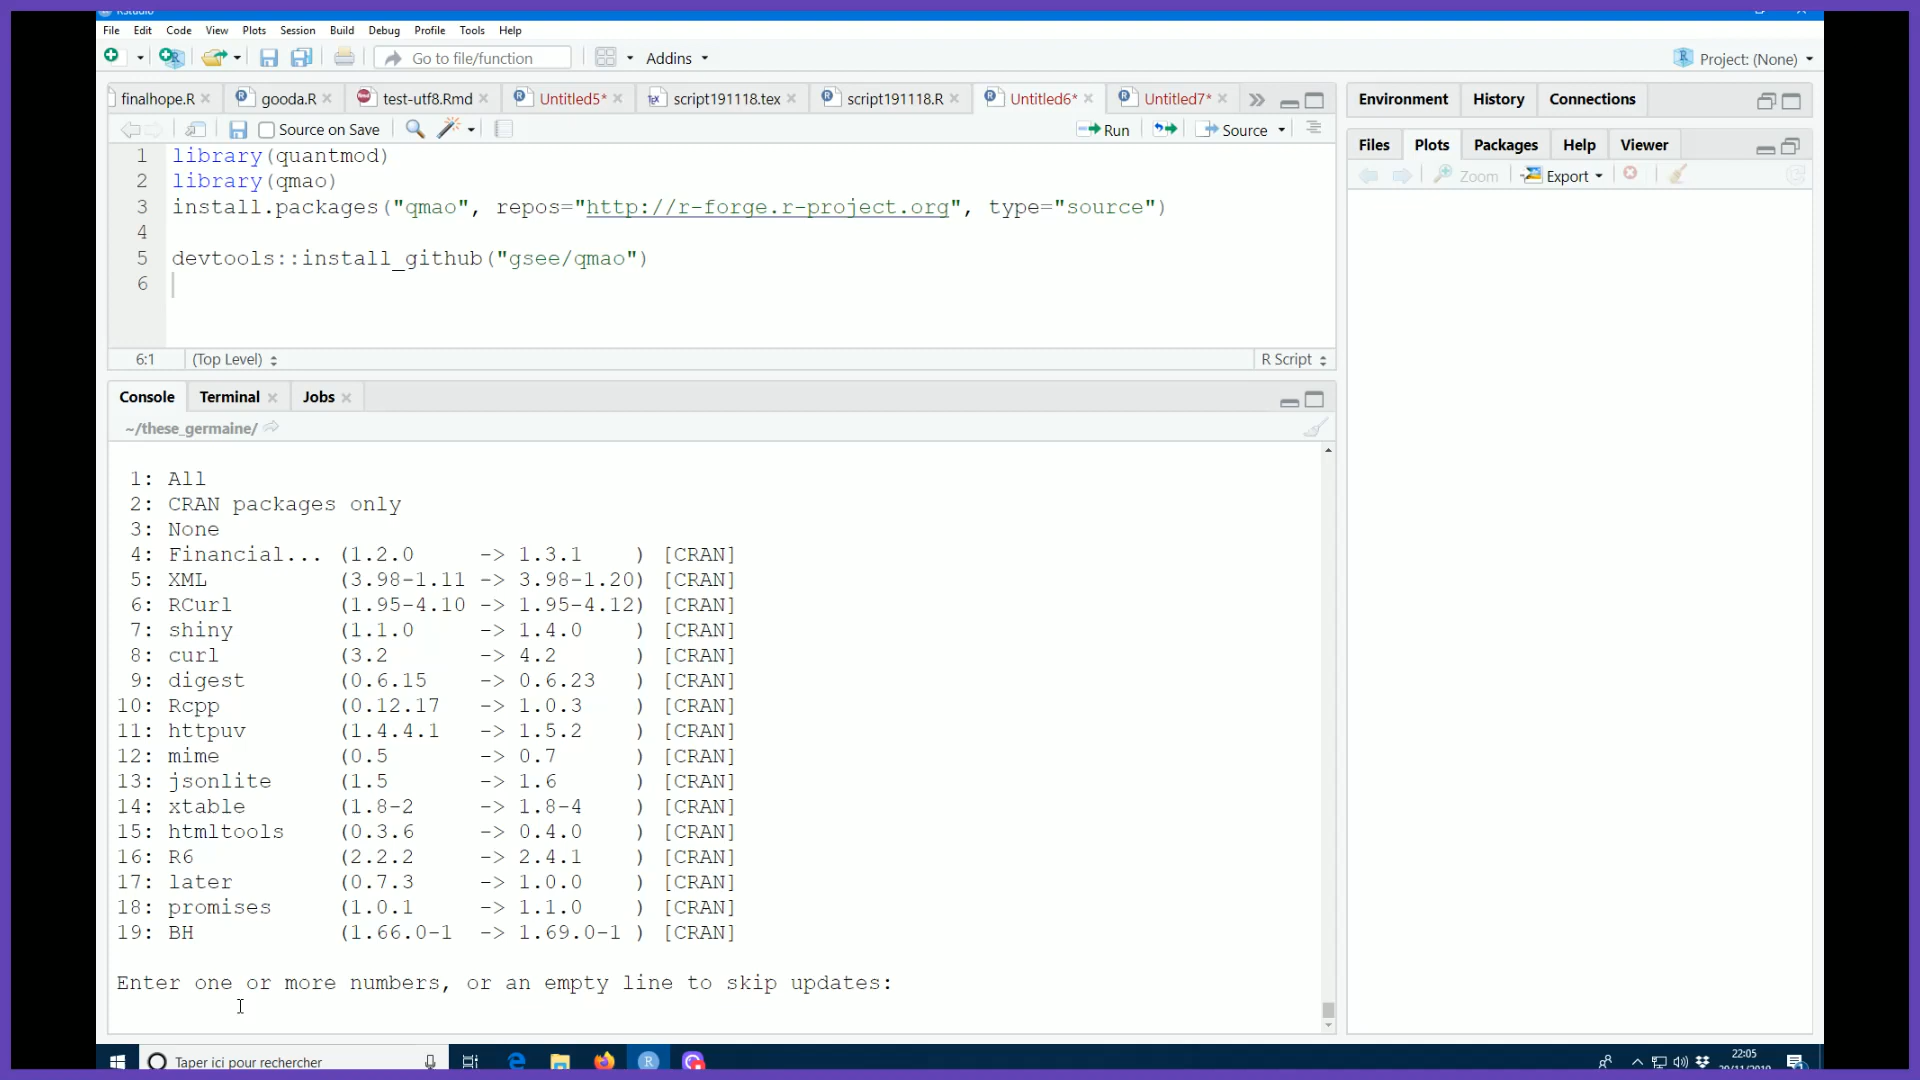 RStudio
File Edit Code View Plots Session Build Debug Profile Tools Help
Go to file/function Addins Project: (None)
finalhope.R gooda.R test-utf8.Rmd Untitled5* script191118.tex script191118.R Untitled6* Untitled7*
Source on Save Run Source
1 library(quantmod)
2 library(qmao)
3 install.packages("qmao", repos="http://r-forge.r-project.org", type="source")
4
5 devtools::install_github("gsee/qmao")
6
6:1 (Top Level) R Script
Console Terminal Jobs
~/these_germaine/
1: All
2: CRAN packages only
3: None
4: Financial... (1.2.0 -> 1.3.1 ) [CRAN]
5: XML (3.98-1.11 -> 3.98-1.20) [CRAN]
6: RCurl (1.95-4.10 -> 1.95-4.12) [CRAN]
7: shiny (1.1.0 -> 1.4.0 ) [CRAN]
8: curl (3.2 -> 4.2 ) [CRAN]
9: digest (0.6.15 -> 0.6.23 ) [CRAN]
10: Rcpp (0.12.17 -> 1.0.3 ) [CRAN]
11: httpuv (1.4.4.1 -> 1.5.2 ) [CRAN]
12: mime (0.5 -> 0.7 ) [CRAN]
13: jsonlite (1.5 -> 1.6 ) [CRAN]
14: xtable (1.8-2 -> 1.8-4 ) [CRAN]
15: htmltools (0.3.6 -> 0.4.0 ) [CRAN]
16: R6 (2.2.2 -> 2.4.1 ) [CRAN]
17: later (0.7.3 -> 1.0.0 ) [CRAN]
18: promises (1.0.1 -> 1.1.0 ) [CRAN]
19: BH (1.66.0-1 -> 1.69.0-1 ) [CRAN]
Enter one or more numbers, or an empty line to skip updates:
Environment History Connections
Files Plots Packages Help Viewer
Zoom Export
Taper ici pour rechercher
22:05